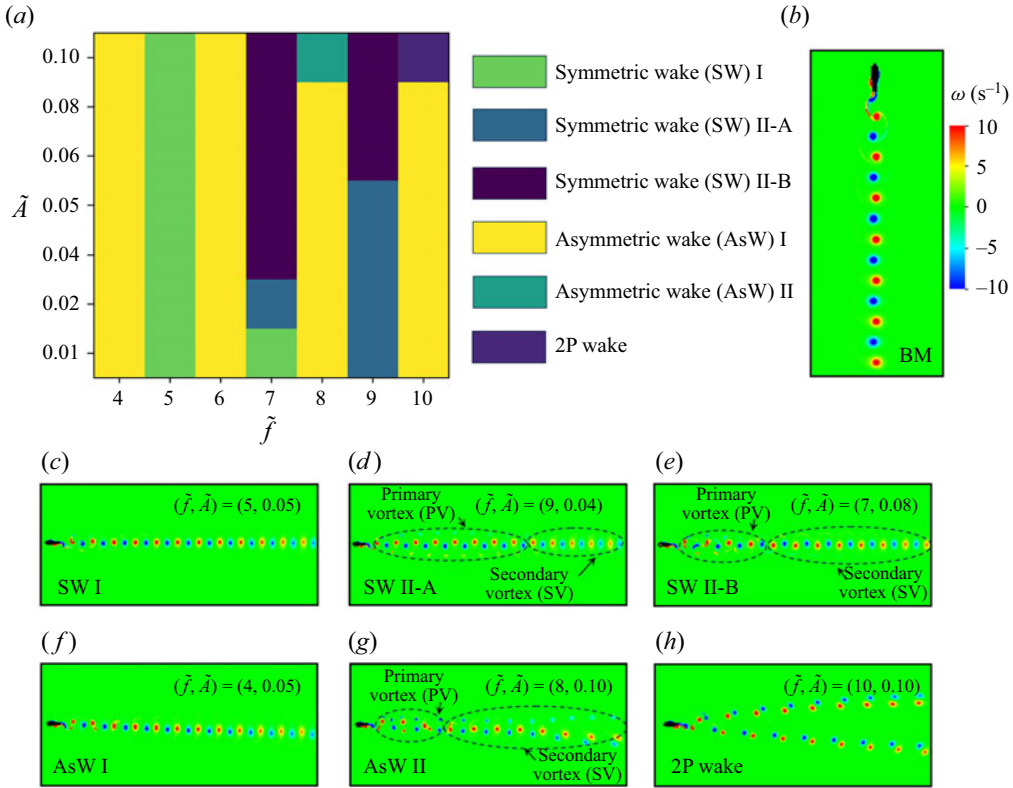 (a)
0.10
0.08
0.06
0.05
0.04
0.02
0.01
Ã
4 5 6 7 8 9 10
f̃
Symmetric wake (SW) I
Symmetric wake (SW) II-A
Symmetric wake (SW) II-B
Asymmetric wake (AsW) I
Asymmetric wake (AsW) II
2P wake
(b)
BM
ω (s⁻¹)
10
5
0
−5
−10
(c)
(f̃, Ã) = (5, 0.05)
SW I
(d)
Primary
vortex (PV)
(f̃, Ã) = (9, 0.04)
Secondary
vortex (SV)
SW II-A
(e)
Primary
vortex (PV)
(f̃, Ã) = (7, 0.08)
Secondary
vortex (SV)
SW II-B
(f)
(f̃, Ã) = (4, 0.05)
AsW I
(g)
Primary
vortex (PV)
(f̃, Ã) = (8, 0.10)
Secondary
vortex (SV)
AsW II
(h)
(f̃, Ã) = (10, 0.10)
2P wake